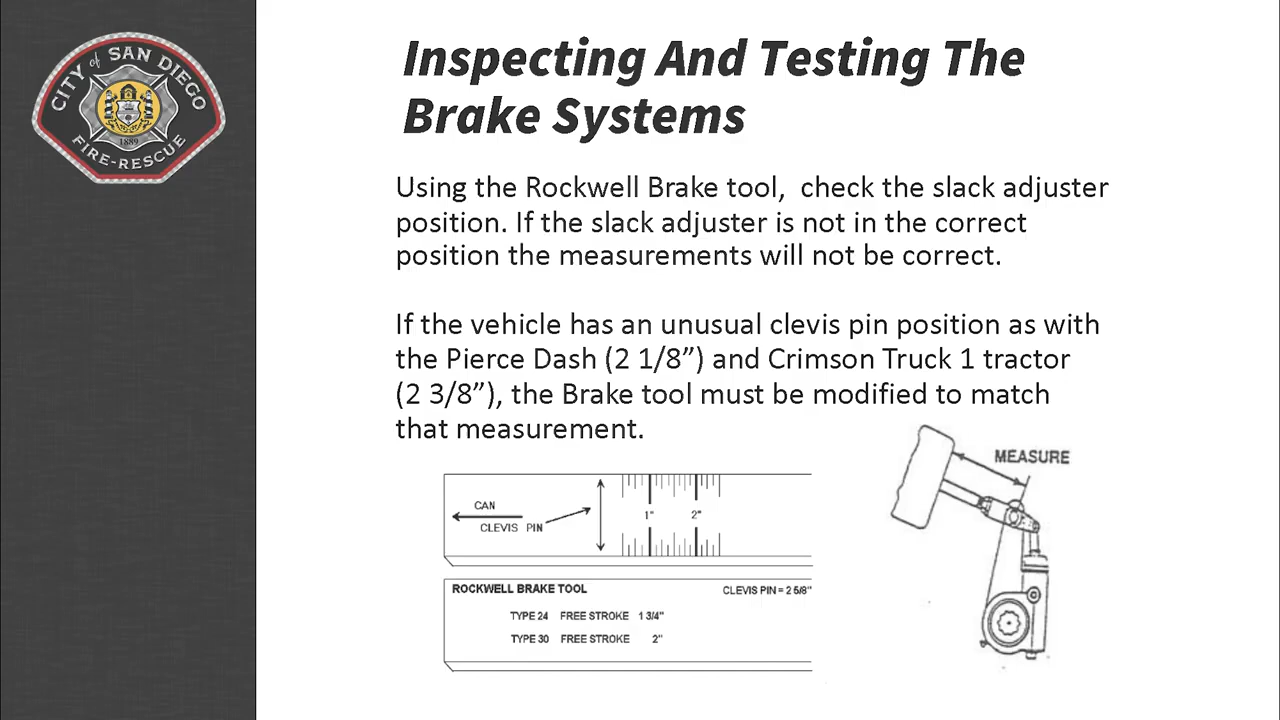 CITY of SAN DIEGO
1889
FIRE-RESCUE
Inspecting And Testing The
Brake Systems
Using the Rockwell Brake tool,  check the slack adjuster
position. If the slack adjuster is not in the correct
position the measurements will not be correct.
If the vehicle has an unusual clevis pin position as with
the Pierce Dash (2 1/8”) and Crimson Truck 1 tractor
(2 3/8”), the Brake tool must be modified to match
that measurement.
MEASURE
CAN
CLEVIS PIN
1" 2"
ROCKWELL BRAKE TOOL CLEVIS PIN = 2 5/8"
TYPE 24 FREE STROKE 1 3/4"
TYPE 30 FREE STROKE 2"